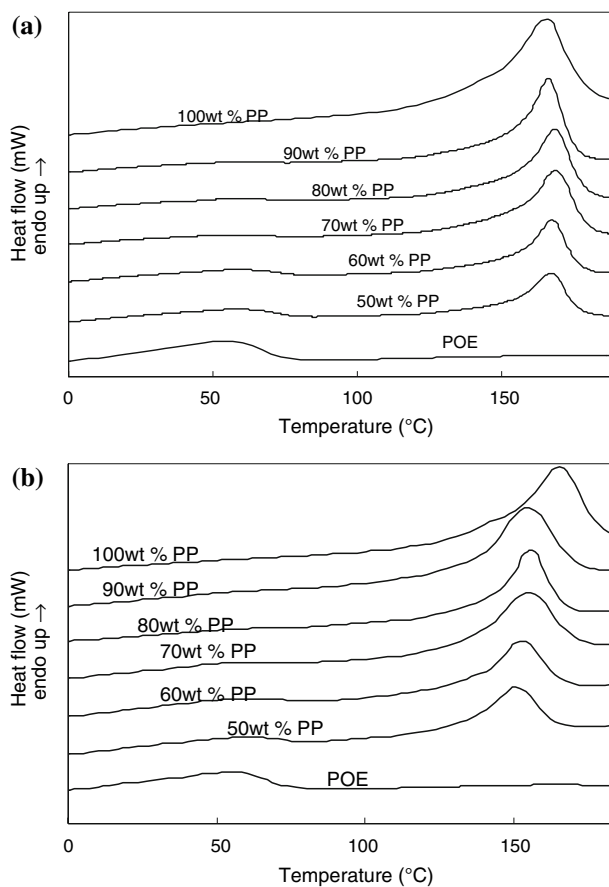 (a)
Heat flow (mW)
endo up →
100wt % PP
90wt % PP
80wt % PP
70wt % PP
60wt % PP
50wt % PP
POE
0 50 100 150
Temperature (°C)
(b)
Heat flow (mW)
endo up →
100wt % PP
90wt % PP
80wt % PP
70wt % PP
60wt % PP
50wt % PP
POE
0 50 100 150
Temperature (°C)